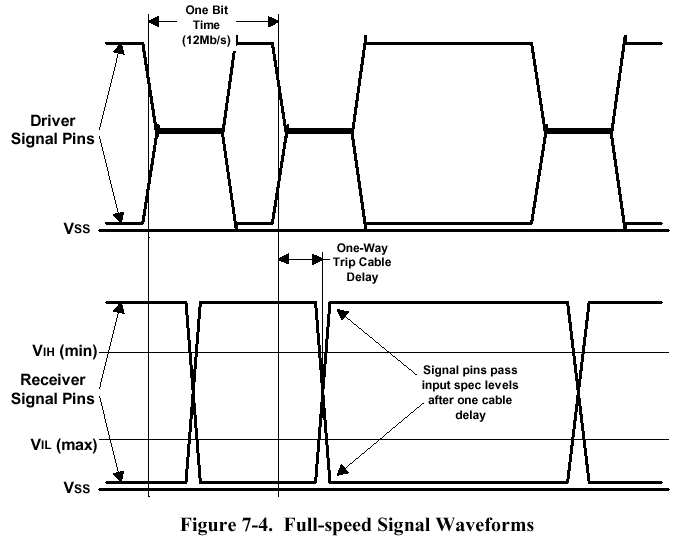 One Bit
Time
(12Mb/s)
Driver
Signal Pins
VSS
One-Way
Trip Cable
Delay
VIH (min)
Receiver
Signal Pins
Signal pins pass
input spec levels
after one cable
delay
VIL (max)
VSS
Figure 7-4. Full-speed Signal Waveforms